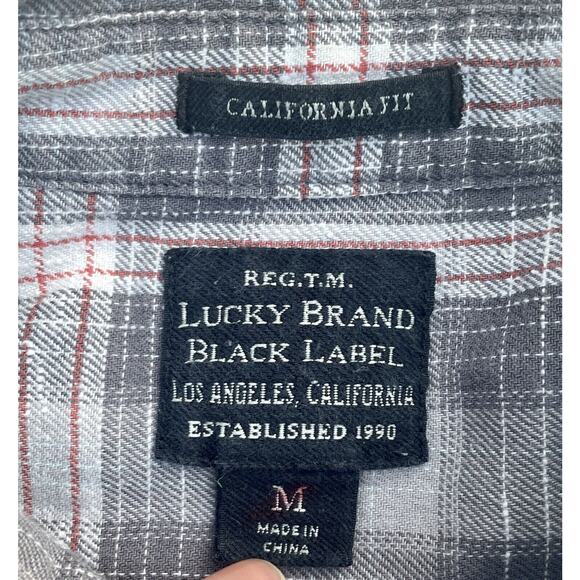 CALIFORNIA FIT
REG.T.M.
LUCKY BRAND
BLACK LABEL
LOS ANGELES, CALIFORNIA
ESTABLISHED 1990
M
MADE IN
CHINA